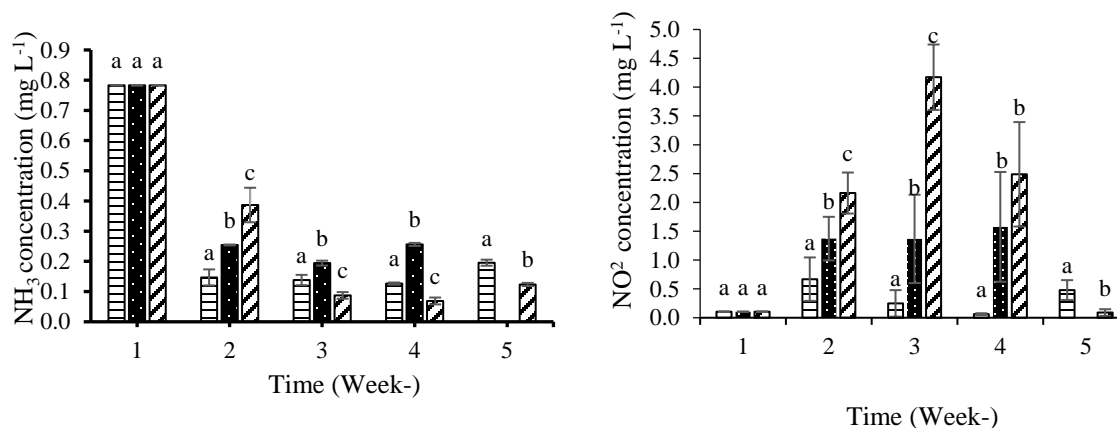 NH₃ concentration (mg L⁻¹)
0.9
0.8
0.7
0.6
0.5
0.4
0.3
0.2
0.1
0.0
a a a
a b c
a b c
a b c
a b
1 2 3 4 5
Time (Week-)
NO² concentration (mg L⁻¹)
5.0
4.5
4.0
3.5
3.0
2.5
2.0
1.5
1.0
0.5
0.0
a a a
a b c
a b c
a b b
a b
1 2 3 4 5
Time (Week-)